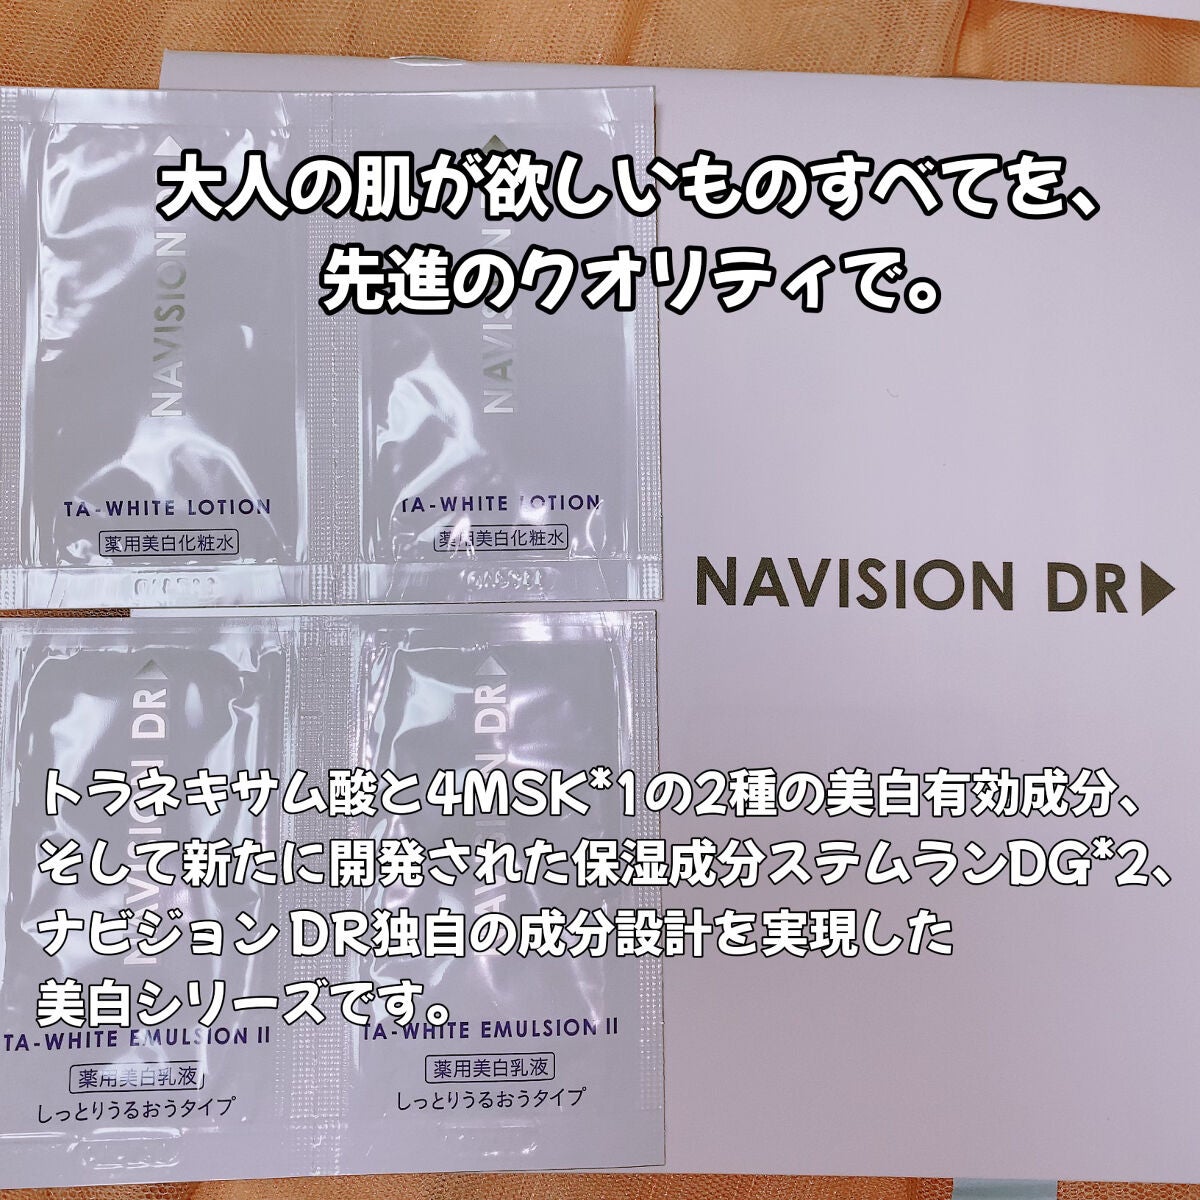 大人の肌が欲しいものすべてを、
先進のクオリティで。
NAVISION
NAVISION
TA-WHITE LOTION
薬用美白化粧水
TA-WHITE LOTION
薬用美白化粧水
NAVISION DR
NAVISION DR
NAVISION DR
トラネキサム酸と4MSK*1の2種の美白有効成分、
そして新たに開発された保湿成分ステムランDG*2、
ナビジョン DR独自の成分設計を実現した
美白シリーズです。
TA-WHITE EMULSION II
薬用美白乳液
しっとりうるおうタイプ
TA-WHITE EMULSION II
薬用美白乳液
しっとりうるおうタイプ